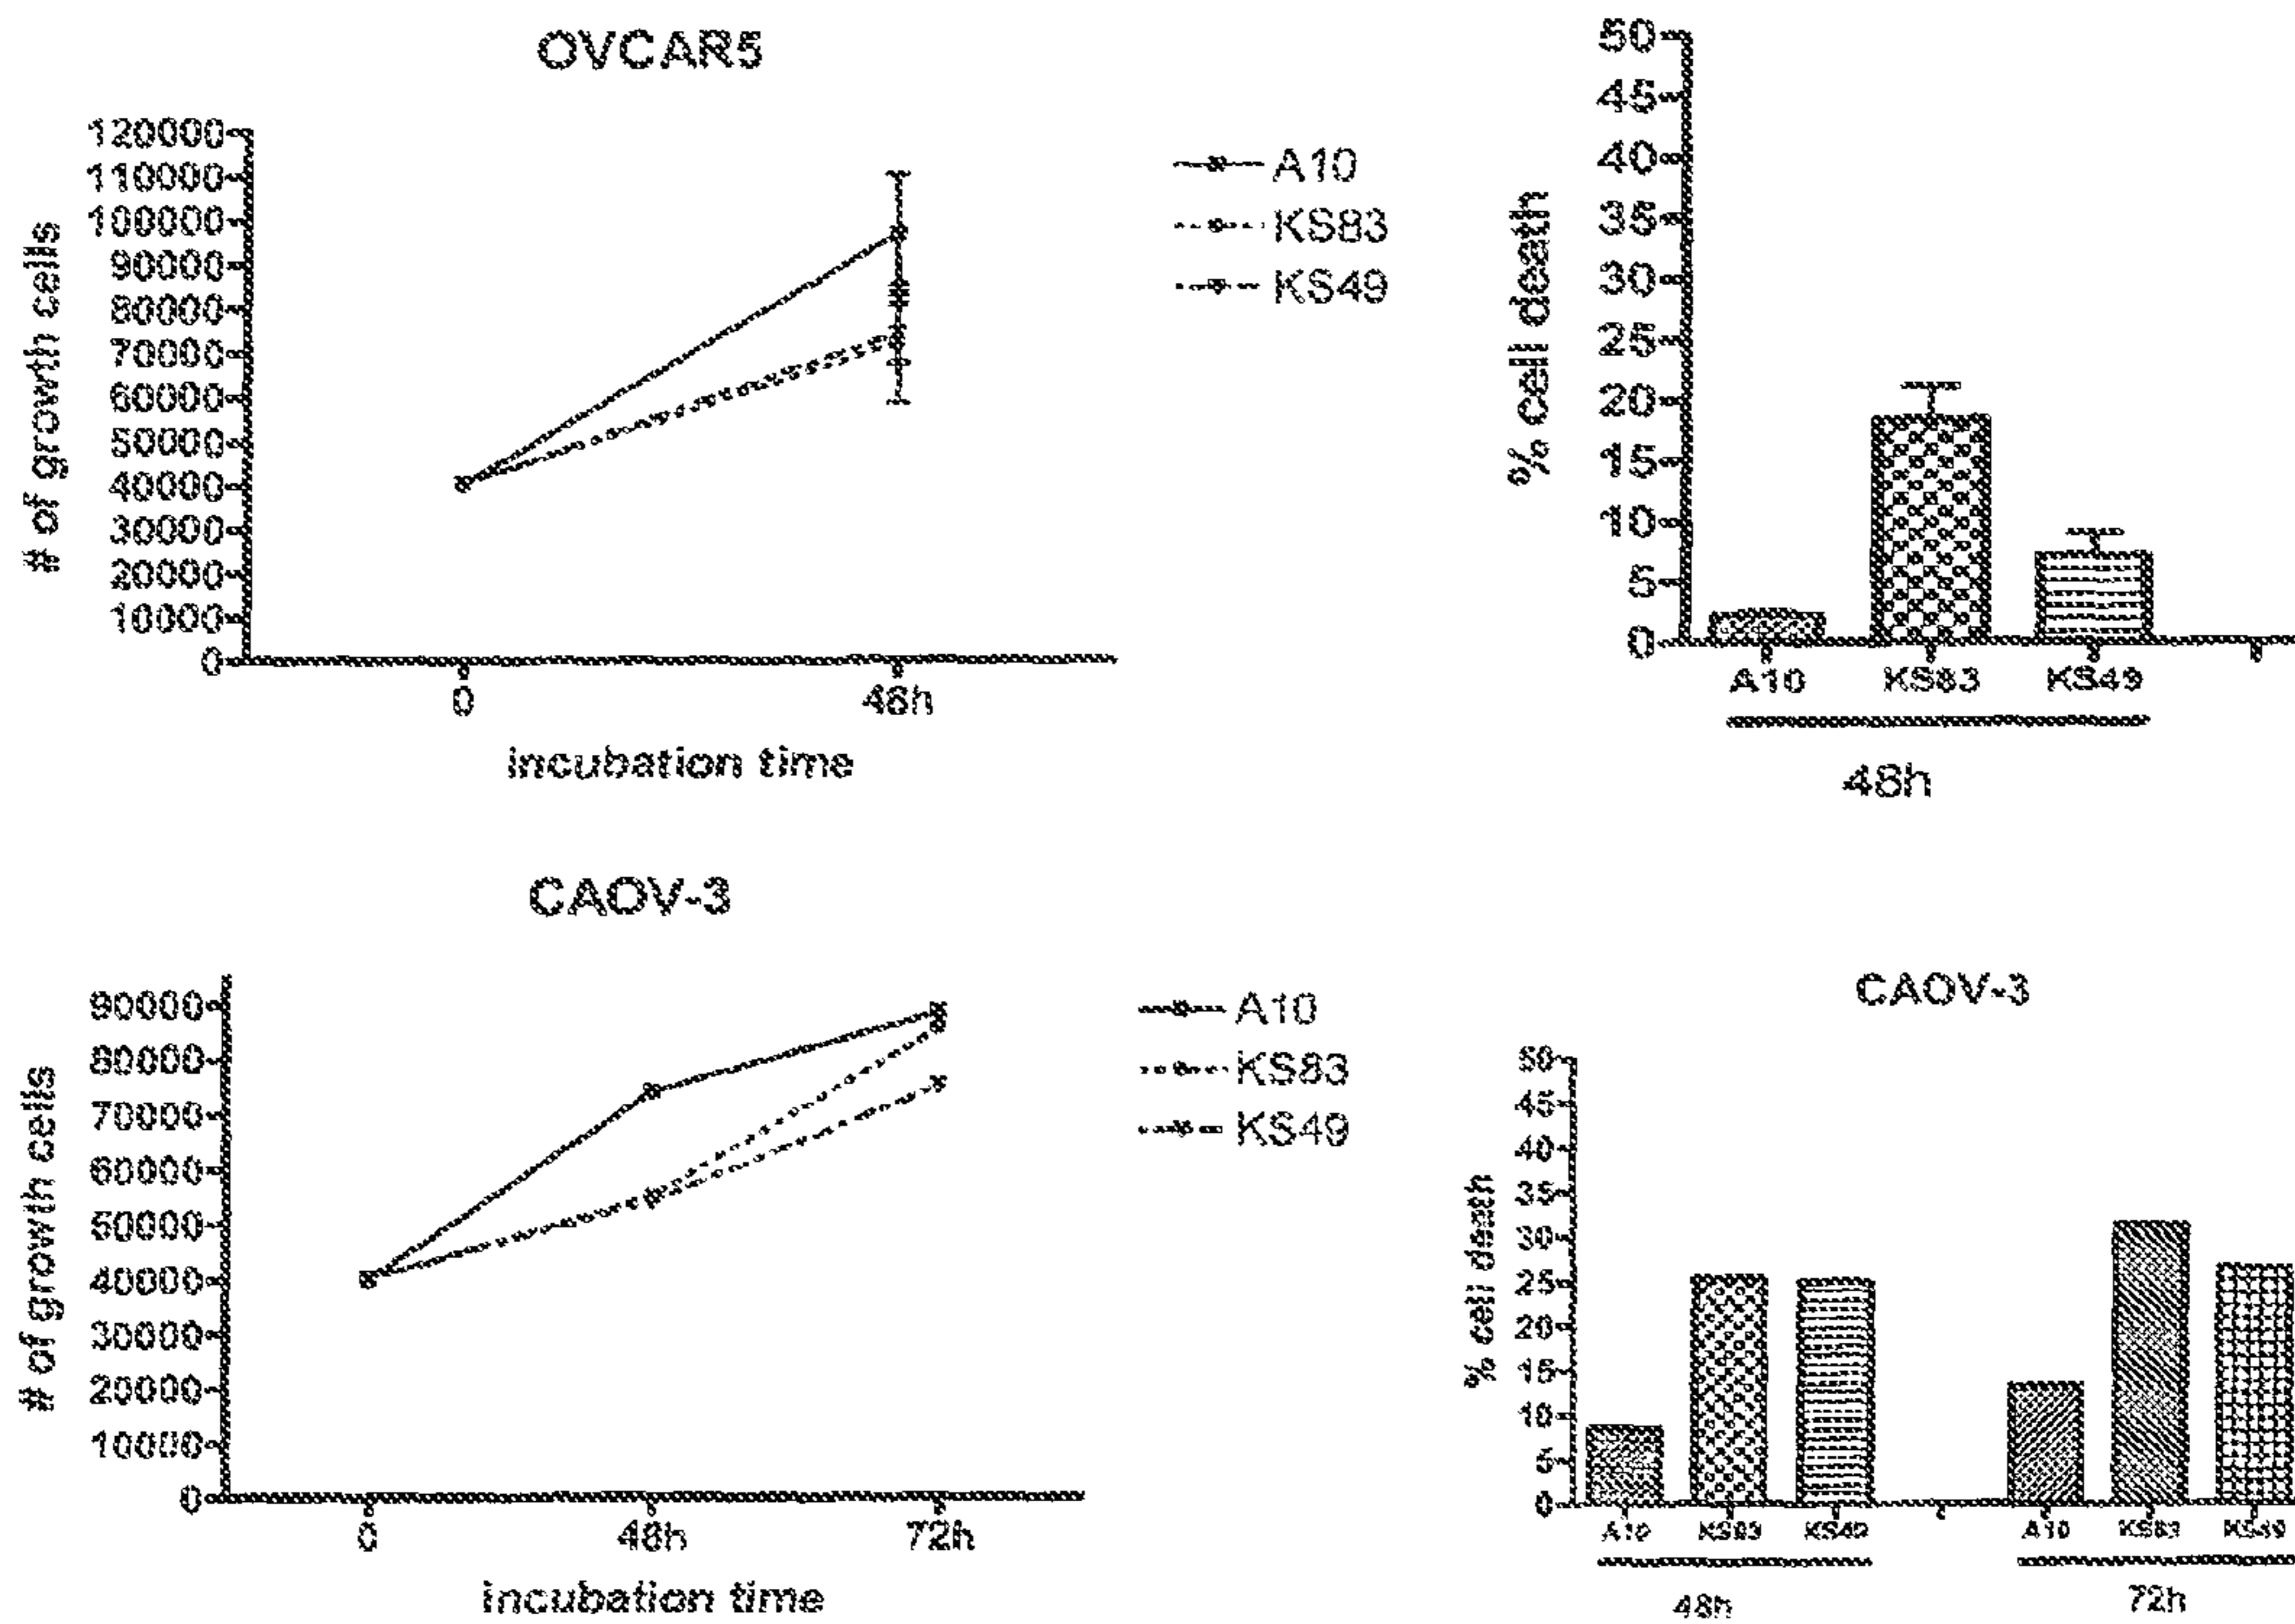 OVCAR5
# of growth cells
120000
110000
100000
90000
80000
70000
60000
50000
40000
30000
20000
10000
0
0
48h
incubation time
A10
KS83
KS49
% cell death
50
45
40
35
30
25
20
15
10
5
0
A10
KS83
KS49
48h
CAOV-3
# of growth cells
90000
80000
70000
60000
50000
40000
30000
20000
10000
0
0
48h
72h
incubation time
A10
KS83
KS49
CAOV-3
% cell death
50
45
40
35
30
25
20
15
10
5
0
A10
KS83
KS49
A10
KS83
KS49
48h
72h